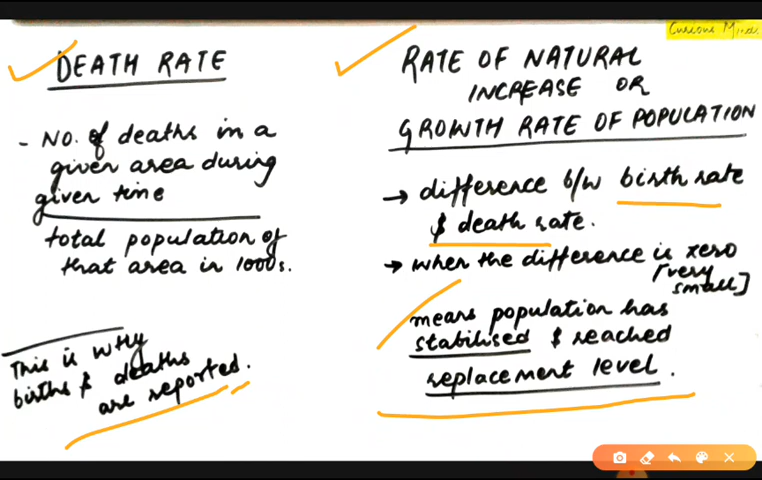 Curious Minds
DEATH RATE
- NO. of deaths in a
given area during
given time
total population of
that area in 1000s.
This is why
births & deaths
are reported.
RATE OF NATURAL
INCREASE OR
GROWTH RATE OF POPULATION
→ difference b/w birth rate
& death rate.
→ when the difference is xero
[very
small]
means population has
stabilised & reached
replacement level.